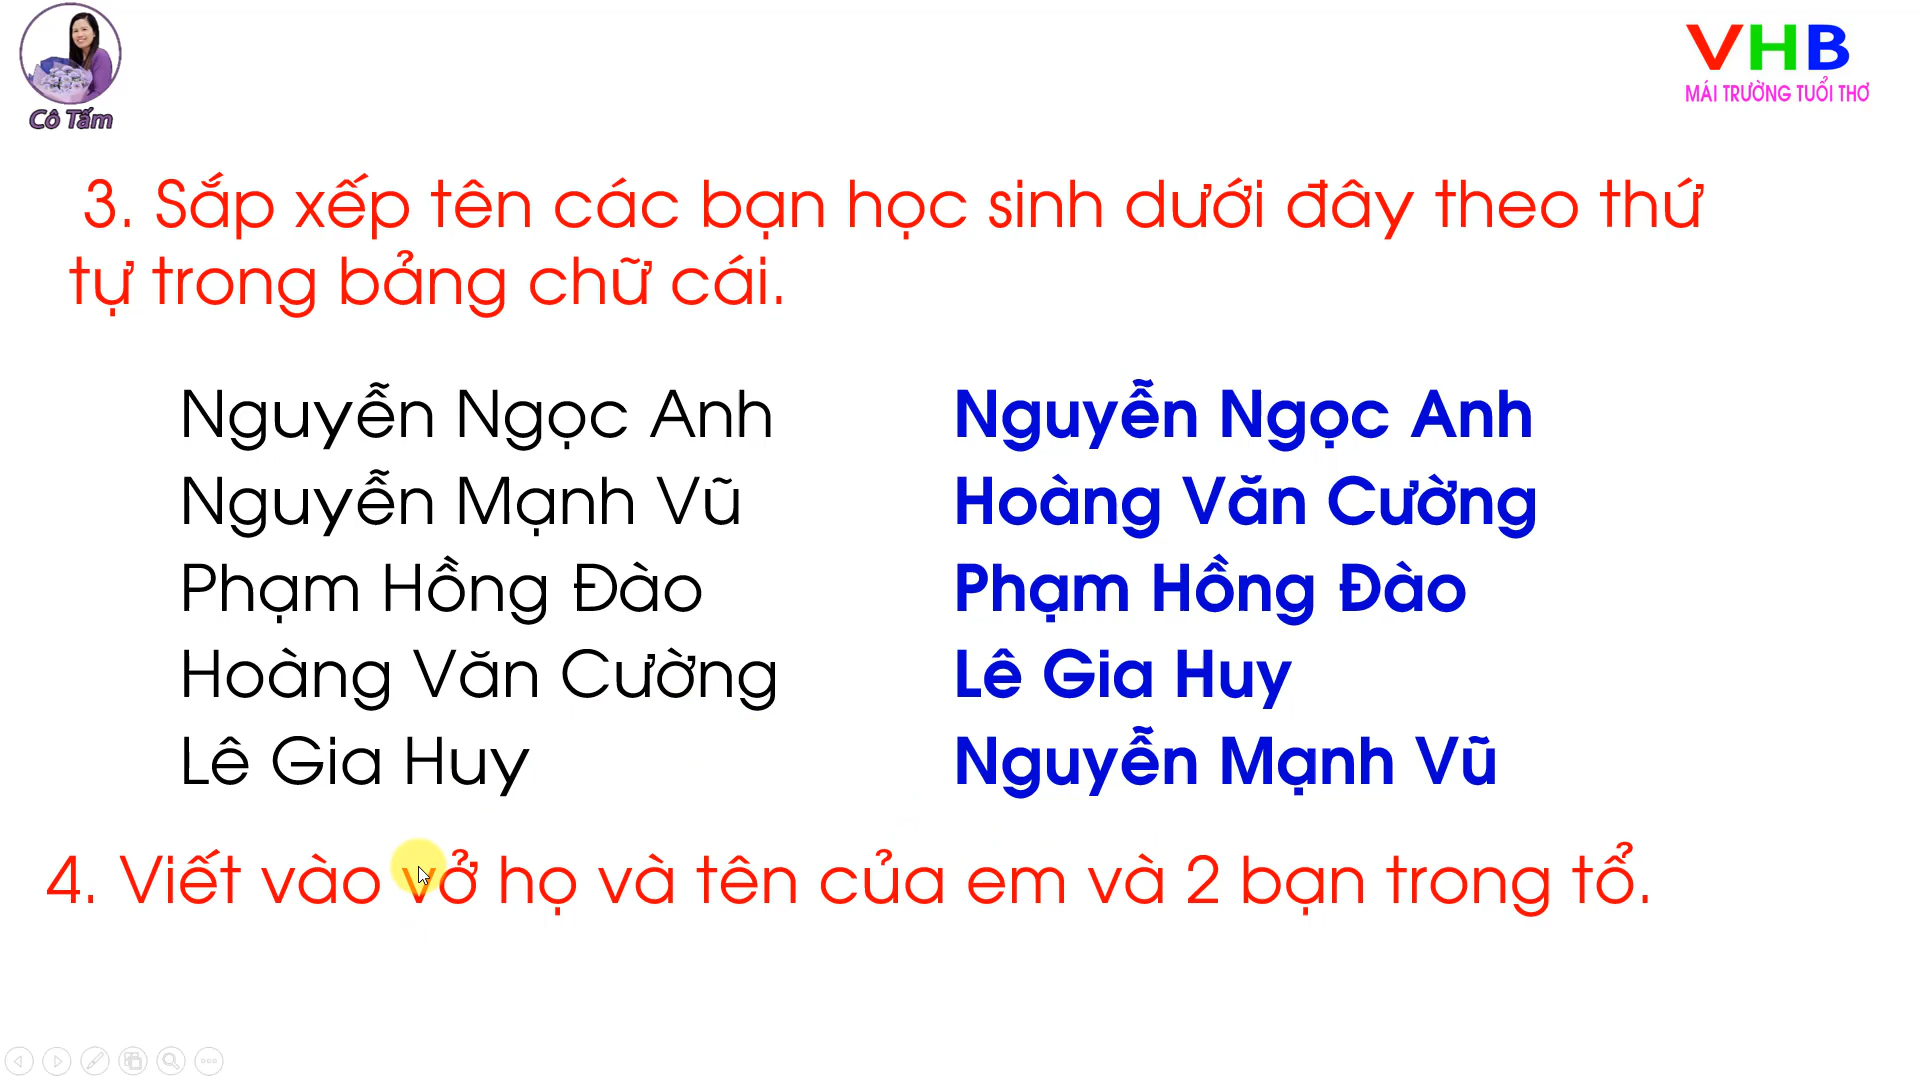 Cô Tấm
VHB
MÁI TRƯỜNG TUỔI THƠ
3. Sắp xếp tên các bạn học sinh dưới đây theo thứ
tự trong bảng chữ cái.
Nguyễn Ngọc Anh
Nguyễn Mạnh Vũ
Phạm Hồng Đào
Hoàng Văn Cường
Lê Gia Huy
Nguyễn Ngọc Anh
Hoàng Văn Cường
Phạm Hồng Đào
Lê Gia Huy
Nguyễn Mạnh Vũ
4. Viết vào vở họ và tên của em và 2 bạn trong tổ.